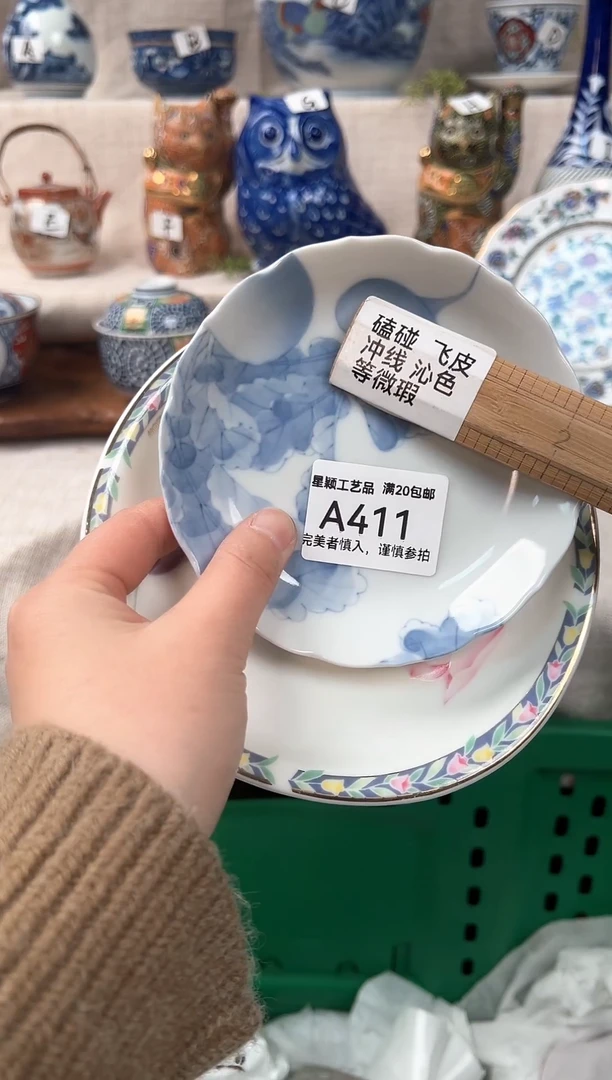 磕碰 飞皮
冲线 沁色
等微瑕
2
星颖工艺品 满20包邮
A411
完美者慎入，谨慎参拍